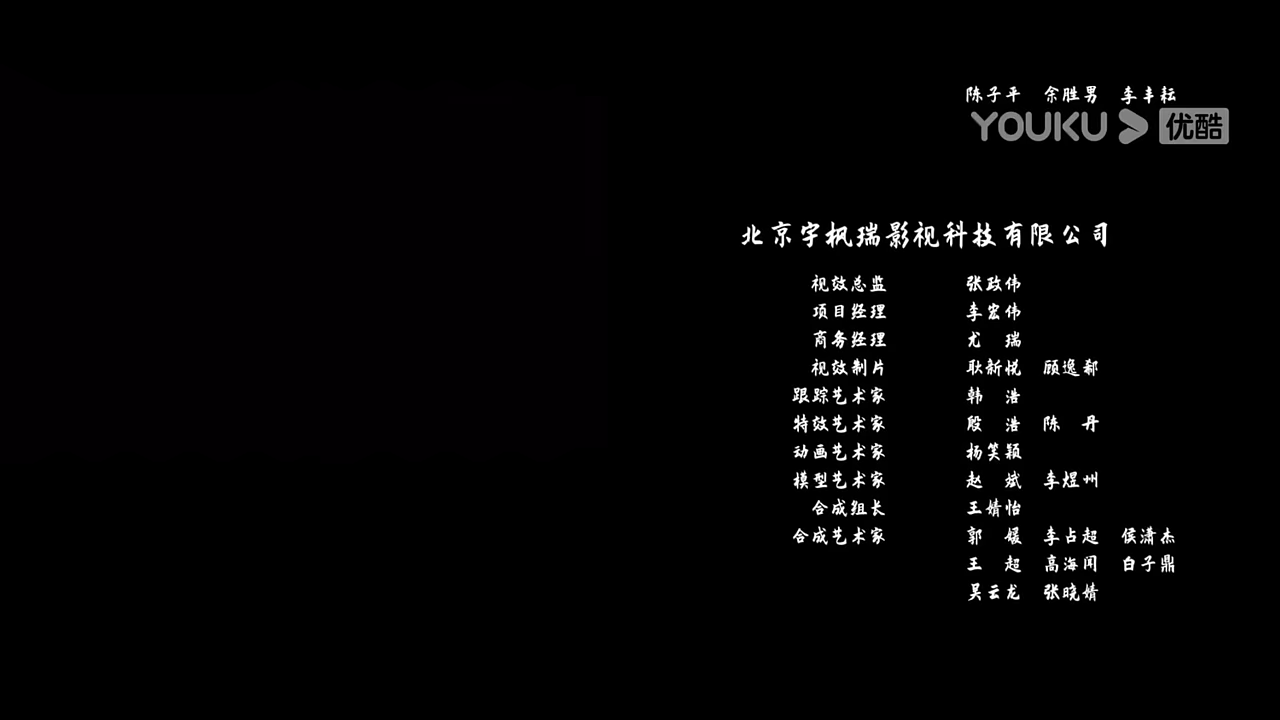 陈子平 余胜男 李丰耘
YOUKU 优酷
北京宇枫瑞影视科技有限公司
视效总监 张政伟
项目经理 李宏伟
商务经理 尤 瑞
视效制片 耿新悦 顾逸郗
跟踪艺术家 韩 浩
特效艺术家 殷 浩 陈 丹
动画艺术家 杨笑颖
模型艺术家 赵 斌 李煜州
合成组长 王婧怡
合成艺术家 郭 媛 李占超 侯潇杰
王 超 高海闻 白子鼎
吴云龙 张晓婧